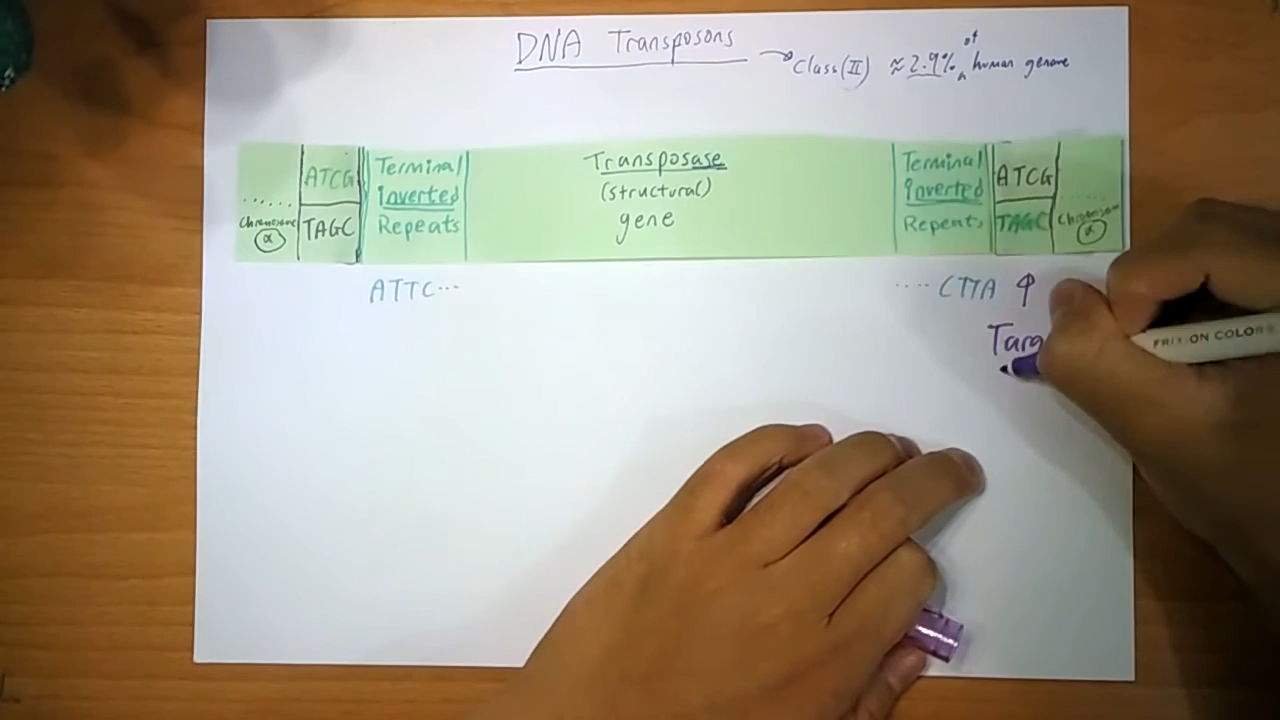 DNA Transposons
Class (II) ≈ 2.9% of human genome
ATCG
TAGC
Chromosome
α
Terminal
Inverted
Repeats
Transposase
(structural)
gene
Terminal
Inverted
Repeats
ATCG
TAGC
Chromosome
α
ATTC...
....CTTA
Targ
FRIXION COLORS